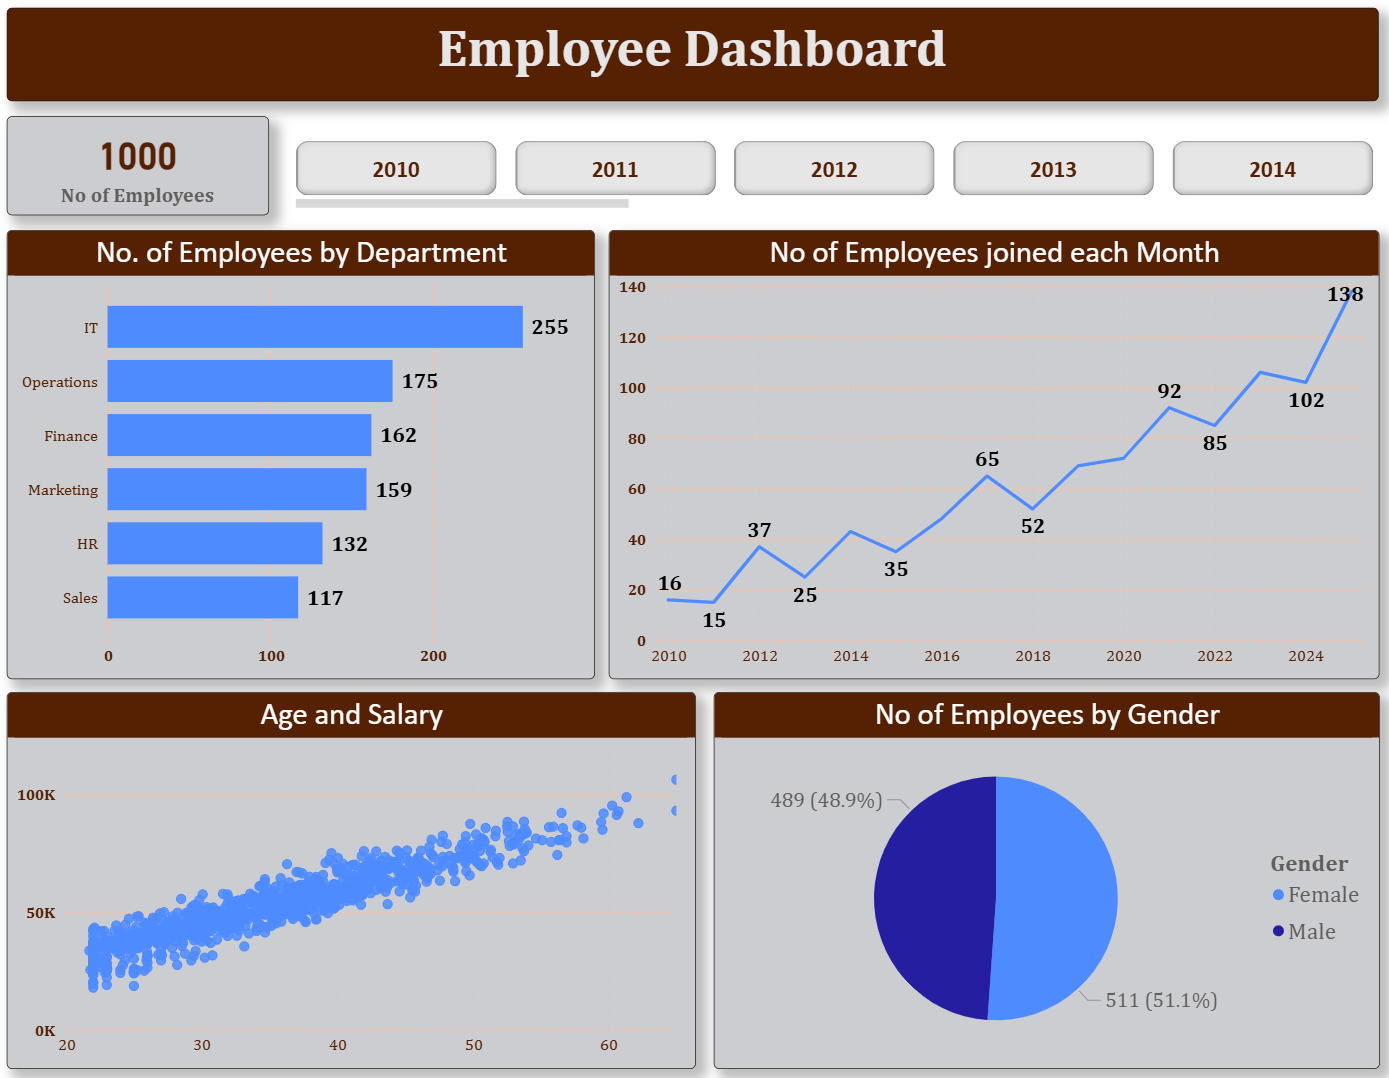 Employee Dashboard
1000
No of Employees
2010
2011
2012
2013
2014
No. of Employees by Department
IT
255
Operations
175
Finance
162
Marketing
159
HR
132
Sales
117
0
100
200
No of Employees joined each Month
140
120
100
80
60
40
20
0
16
15
37
25
35
65
52
92
85
102
138
2010
2012
2014
2016
2018
2020
2022
2024
Age and Salary
100K
50K
0K
20
30
40
50
60
No of Employees by Gender
489 (48.9%)
511 (51.1%)
Gender
Female
Male